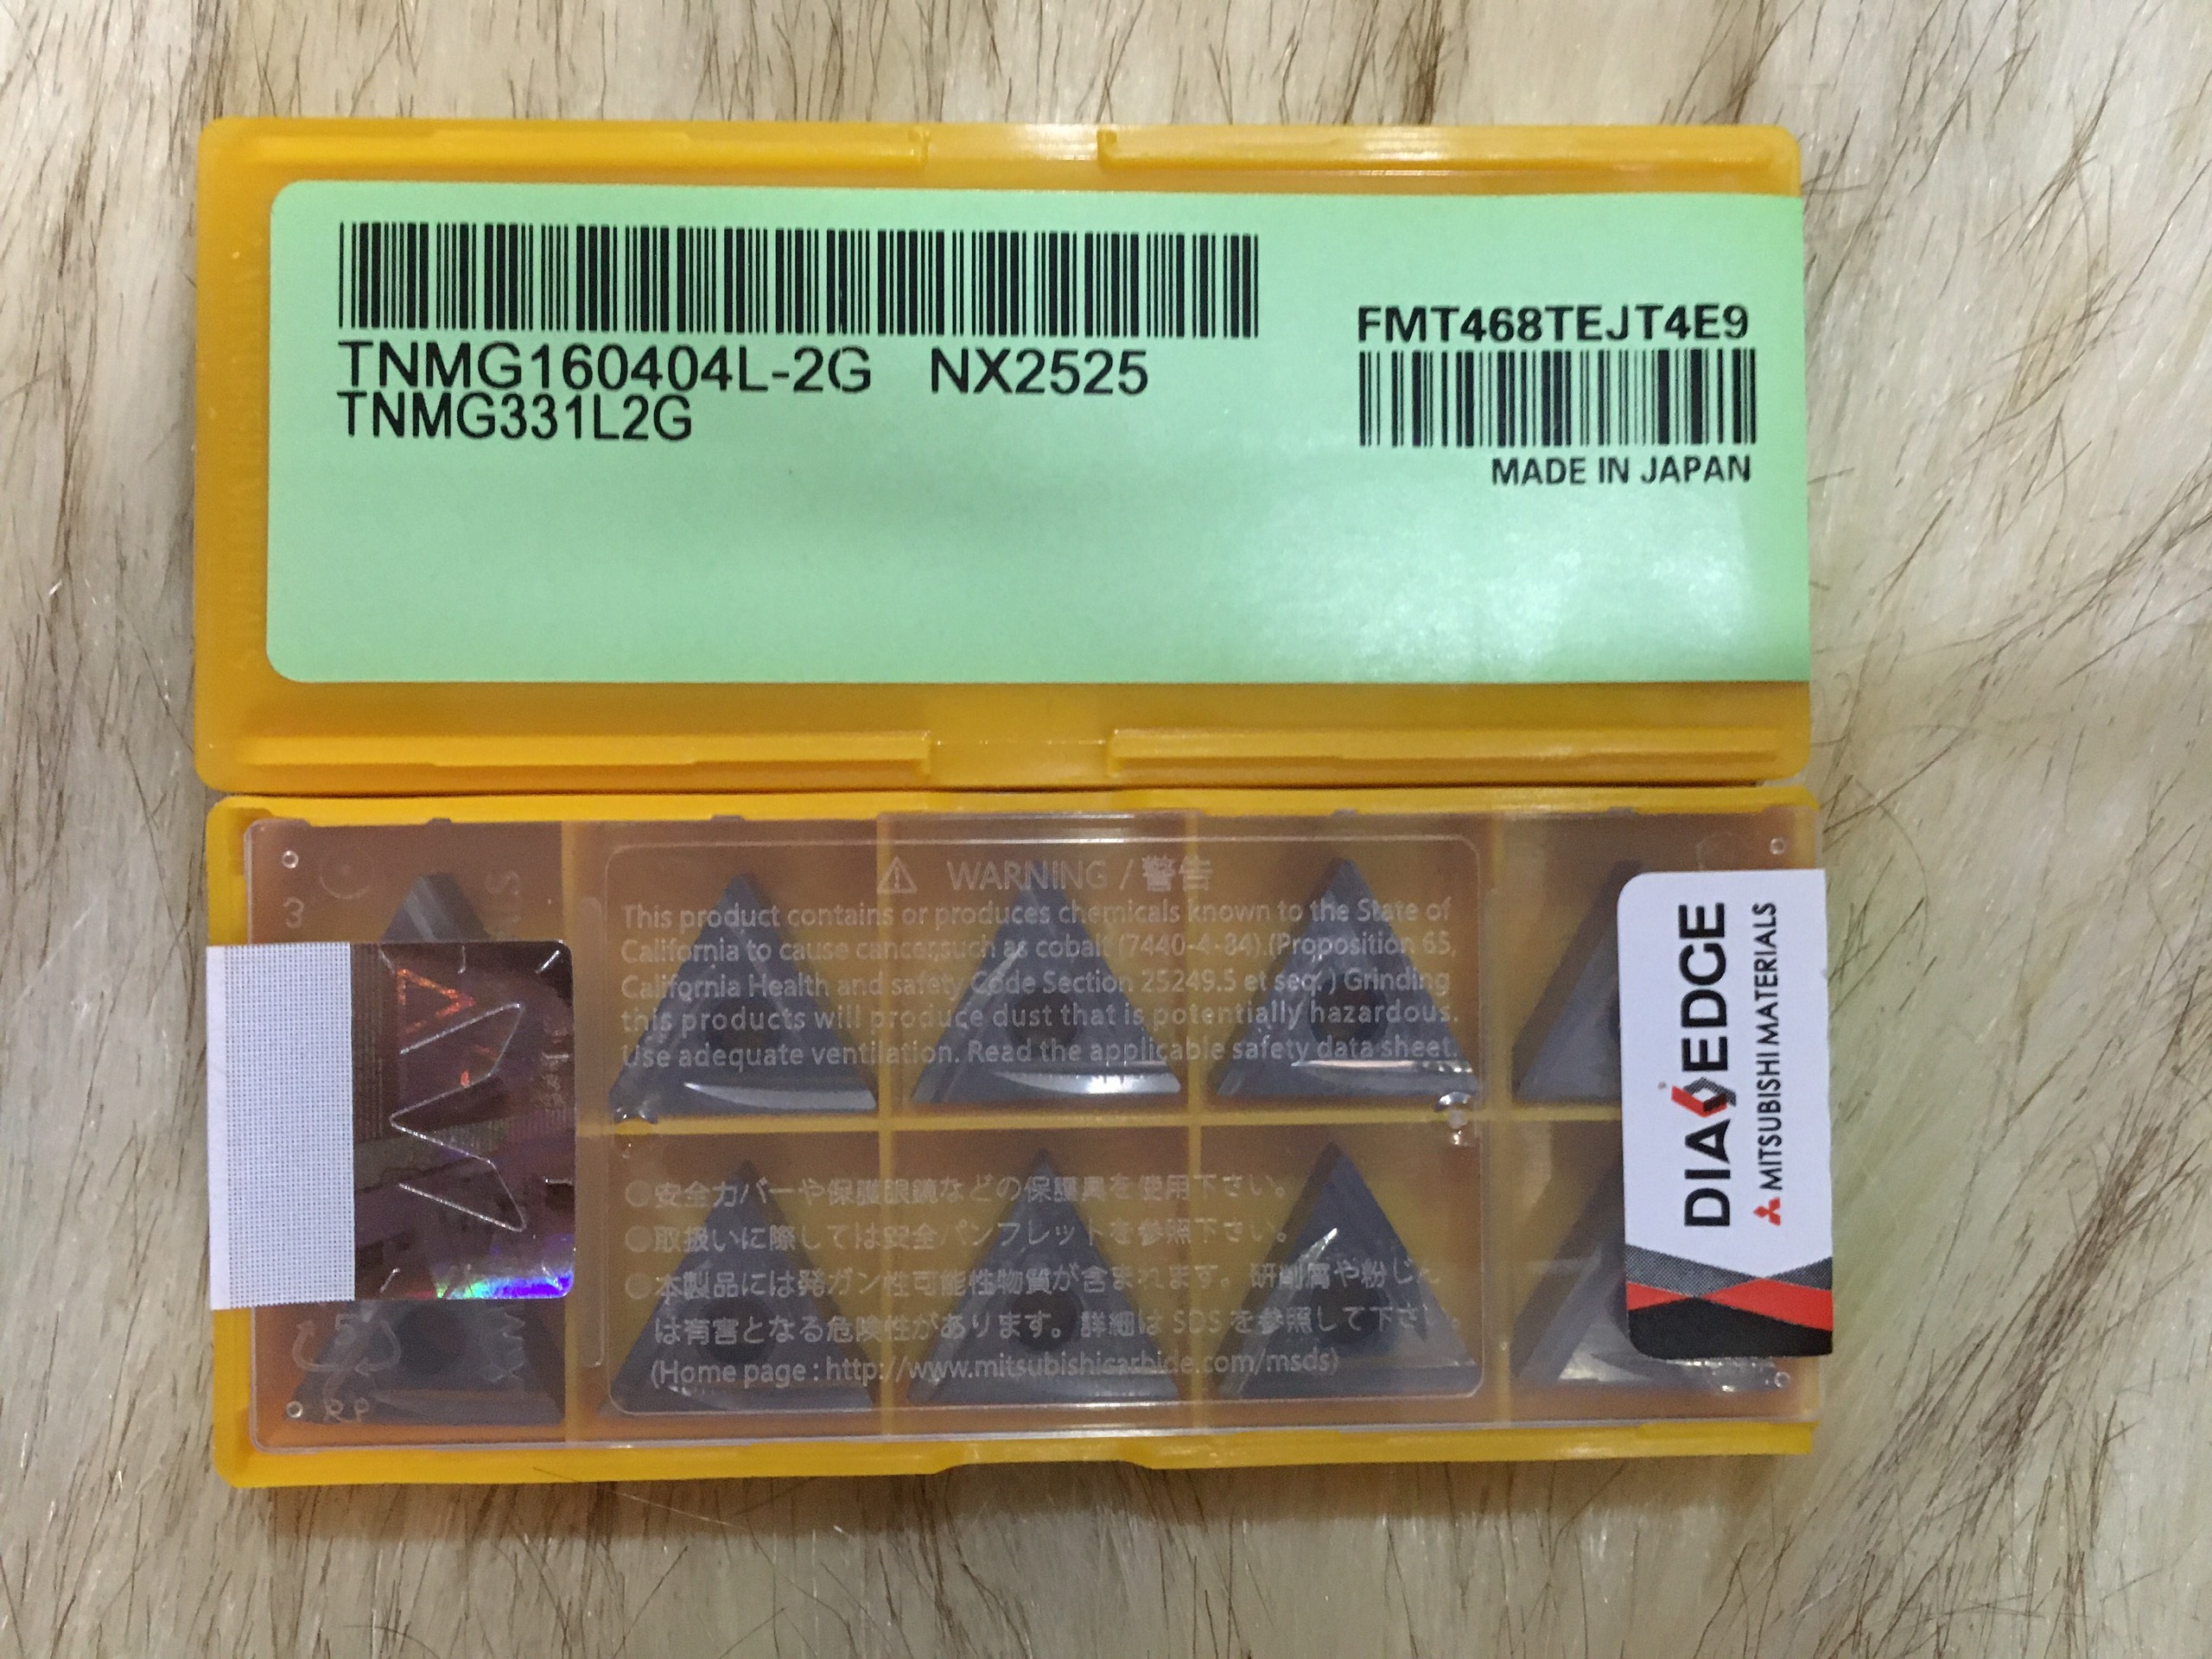 TNMG160404L-2G NX2525
TNMG331L2G
FMT468TEJT4E9
MADE IN JAPAN
3
⚠ WARNING / 警告
This product contains or produces chemicals known to the State of
California to cause cancer,such as cobalt (7440-4-84).(Proposition 65,
California Health and safety Code Section 25249.5 et seq.) Grinding
this products will produce dust that is potentially hazardous.
Use adequate ventilation. Read the applicable safety data sheet.
●安全カバーや保護眼鏡などの保護具を使用下さい。
●取扱いに際しては安全パンフレットを参照下さい。
●本製品には発ガン性可能性物質が含まれます。研削屑や粉じん
は有害となる危険性があります。詳細は SDS を参照して下さい。
(Home page : http://www.mitsubishicarbide.com/msds)
5
DIAEDGE
MITSUBISHI MATERIALS